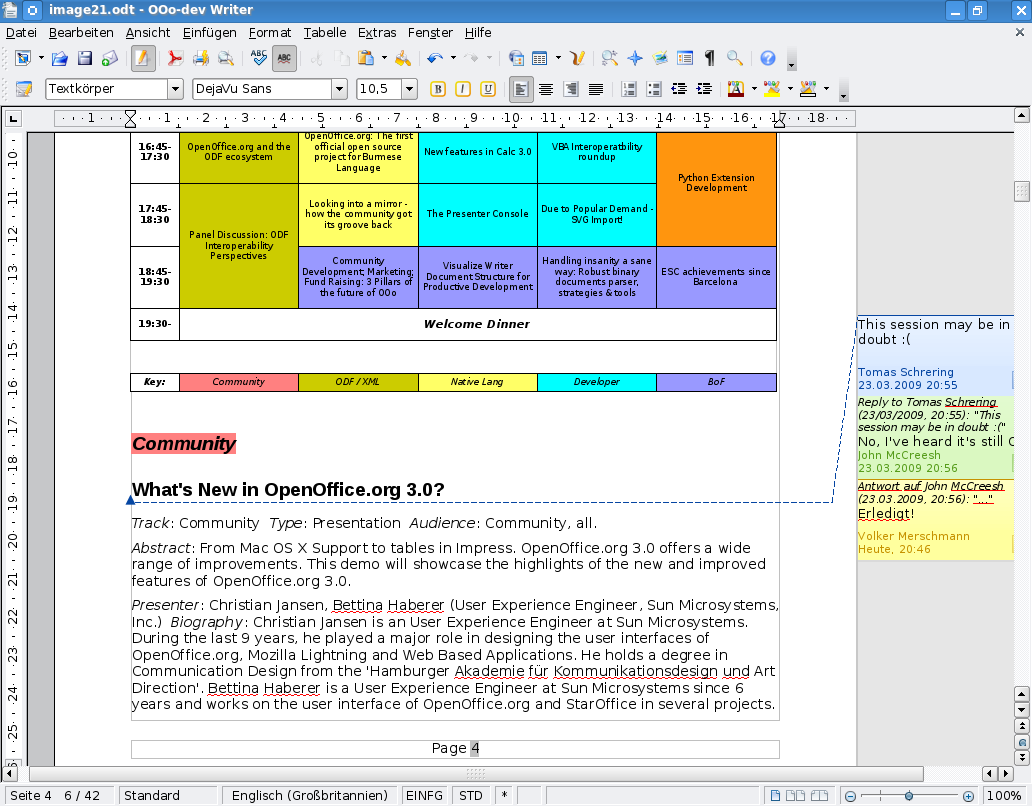 image21.odt - OOo-dev Writer
Datei Bearbeiten Ansicht Einfügen Format Tabelle Extras Fenster Hilfe
Textkörper DejaVu Sans 10,5
1 1 2 3 4 5 6 7 8 9 10 11 12 13 14 15 16 17 18
16:45-
17:30
OpenOffice.org and the
ODF ecosystem
OpenOffice.org: The first
official open source
project for Burmese
Language
New features in Calc 3.0
VBA Interoperatbility
roundup
Python Extension
Development
17:45-
18:30
Panel Discussion: ODF
Interoperability
Perspectives
Looking into a mirror -
how the community got
its groove back
The Presenter Console
Due to Popular Demand -
SVG Import!
18:45-
19:30
Community
Development; Marketing;
Fund Raising: 3 Pillars of
the future of OOo
Visualize Writer
Document Structure for
Productive Development
Handling insanity a sane
way: Robust binary
documents parser,
strategies & tools
ESC achievements since
Barcelona
19:30-
Welcome Dinner
Key: Community ODF / XML Native Lang Developer BoF
Community
What's New in OpenOffice.org 3.0?
Track: Community Type: Presentation Audience: Community, all.
Abstract: From Mac OS X Support to tables in Impress. OpenOffice.org 3.0 offers a wide
range of improvements. This demo will showcase the highlights of the new and improved
features of OpenOffice.org 3.0.
Presenter: Christian Jansen, Bettina Haberer (User Experience Engineer, Sun Microsystems,
Inc.) Biography: Christian Jansen is an User Experience Engineer at Sun Microsystems.
During the last 9 years, he played a major role in designing the user interfaces of
OpenOffice.org, Mozilla Lightning and Web Based Applications. He holds a degree in
Communication Design from the 'Hamburger Akademie für Kommunikationsdesign und Art
Direction'. Bettina Haberer is a User Experience Engineer at Sun Microsystems since 6
years and works on the user interface of OpenOffice.org and StarOffice in several projects.
Page 4
This session may be in
doubt :(
Tomas Schrering
23.03.2009 20:55
Reply to Tomas Schrering
(23/03/2009, 20:55): "This
session may be in doubt :("
No, I've heard it's still
John McCreesh
23.03.2009 20:56
Antwort auf John McCreesh
(23.03.2009, 20:56): "..."
Erledigt!
Volker Merschmann
Heute, 20:46
10 11 12 13 14 15 16 17 18 19 20 21 22 23 24 25
Seite 4 6 / 42 Standard Englisch (Großbritannien) EINFG STD * 100%